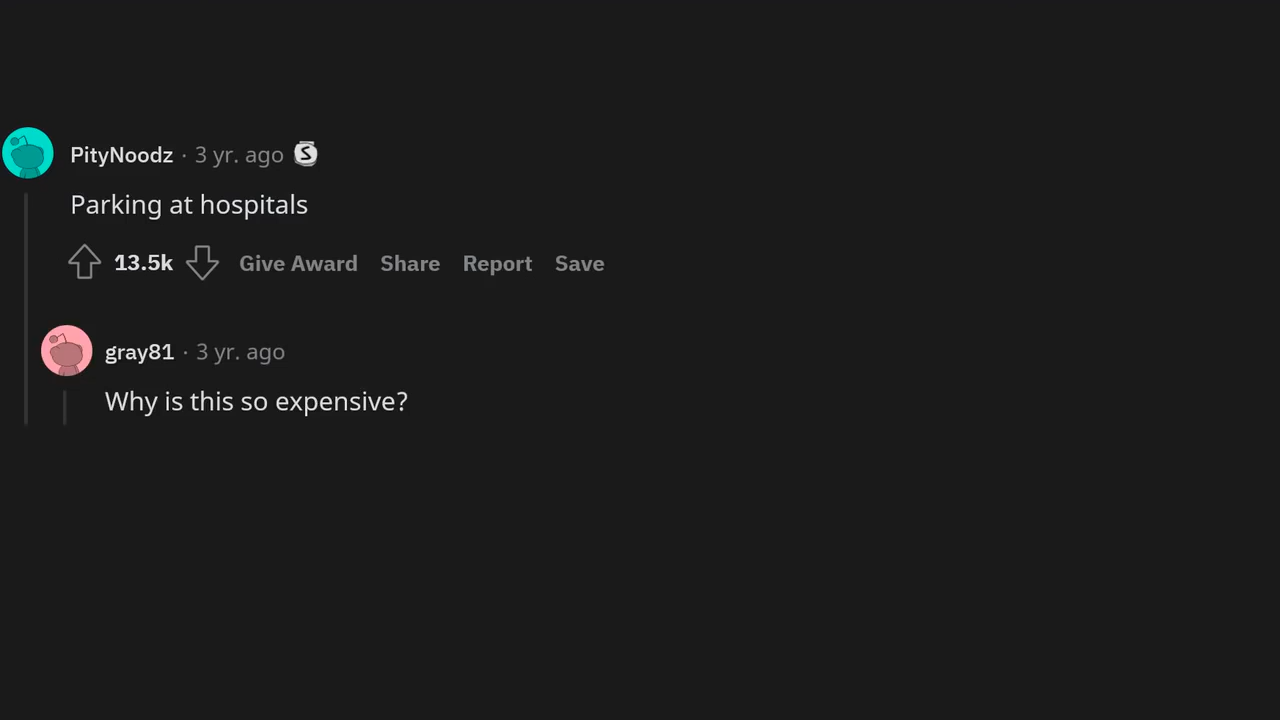 PityNoodz · 3 yr. ago S
Parking at hospitals
13.5k Give Award Share Report Save
gray81 · 3 yr. ago
Why is this so expensive?